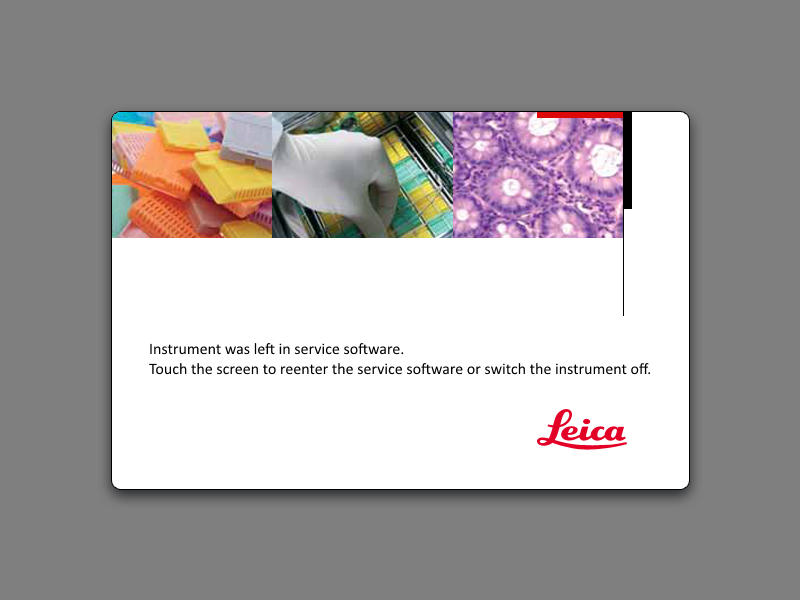 Instrument was left in service software.
Touch the screen to reenter the service software or switch the instrument off.
Leica